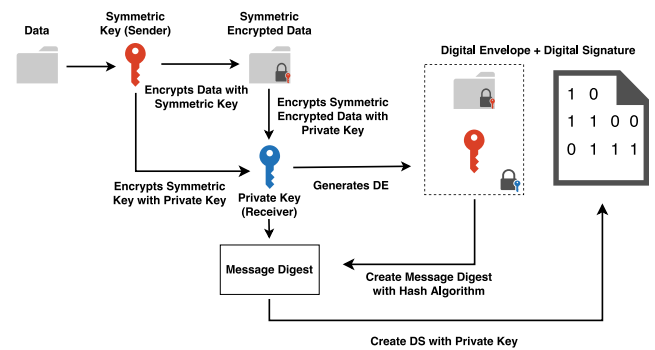 Data
Symmetric
Key (Sender)
Symmetric
Encrypted Data
Digital Envelope + Digital Signature
Encrypts Data with
Symmetric Key
Encrypts Symmetric
Encrypted Data with
Private Key
1 0
1 1 0 0
0 1 1 1
Encrypts Symmetric
Key with Private Key
Private Key
(Receiver)
Generates DE
Message Digest
Create Message Digest
with Hash Algorithm
Create DS with Private Key